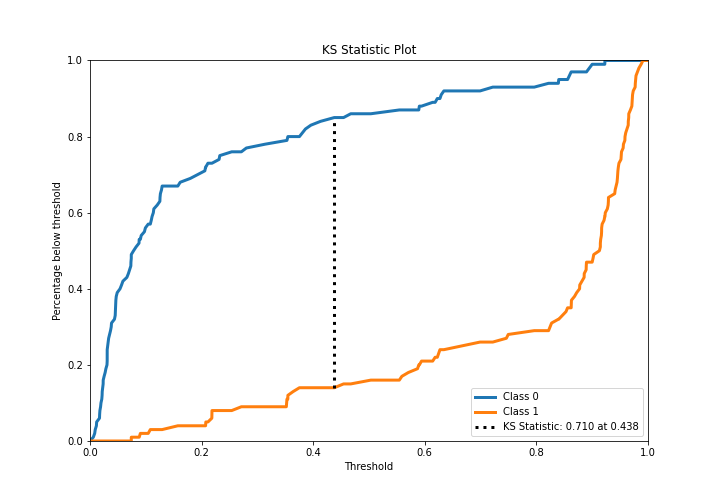 KS Statistic Plot
1.0
0.8
0.6
0.4
0.2
0.0
Percentage below threshold
0.0 0.2 0.4 0.6 0.8 1.0
Threshold
Class 0
Class 1
KS Statistic: 0.710 at 0.438